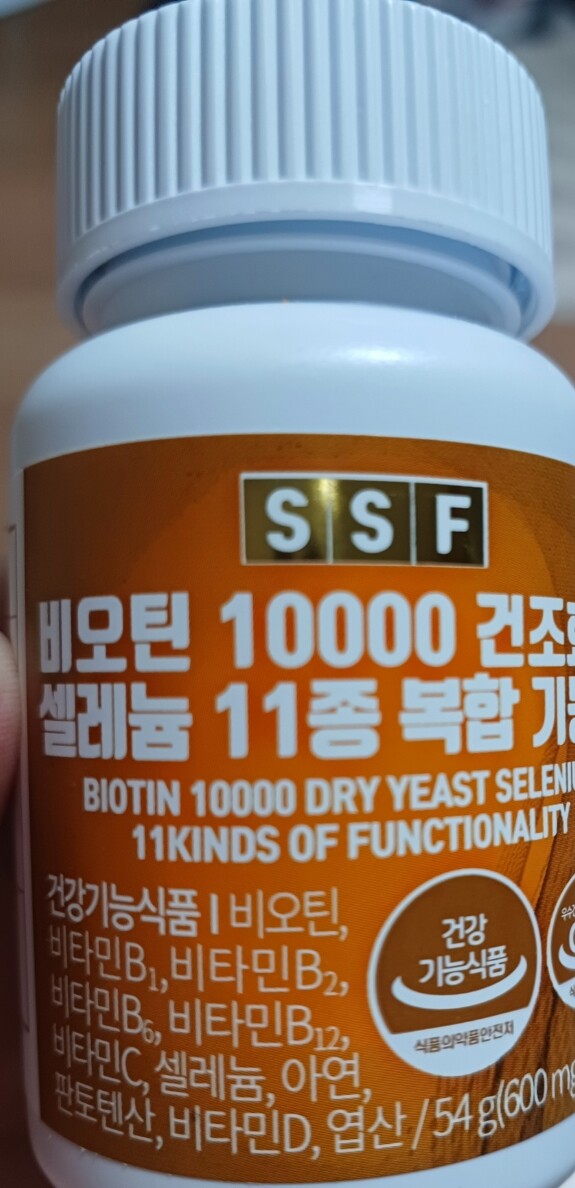 SSF
비오틴 10000 건조
셀레늄 11종 복합
BIOTIN 10000 DRY YEAST
11KINDS OF FUNCTIONALITY
건강기능식품 | 비오틴,
비타민B₁, 비타민B₂,
비타민B₆, 비타민B₁₂,
비타민C, 셀레늄, 아연,
판토텐산, 비타민D, 엽산 / 54 g(600 mg
건강
기능식품
식품의약품안전처